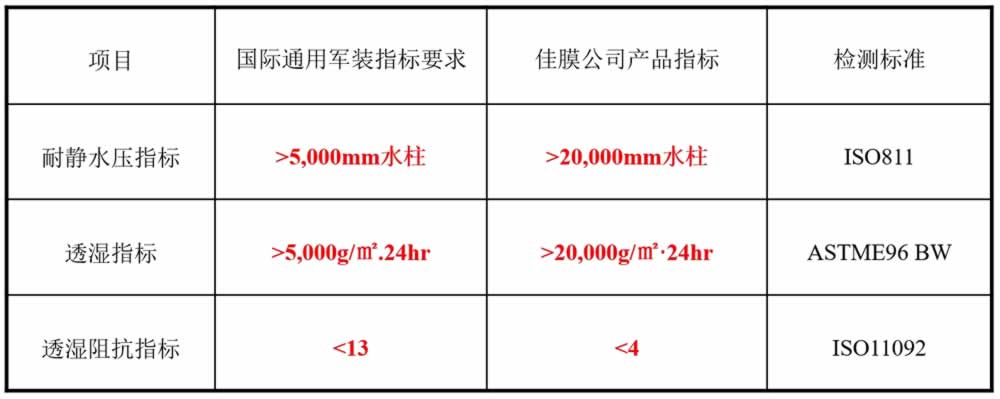 项目 国际通用军装指标要求 佳膜公司产品指标 检测标准
耐静水压指标 >5,000mm水柱 >20,000mm水柱 ISO811
透湿指标 >5,000g/㎡.24hr >20,000g/㎡·24hr ASTME96 BW
透湿阻抗指标 <13 <4 ISO11092